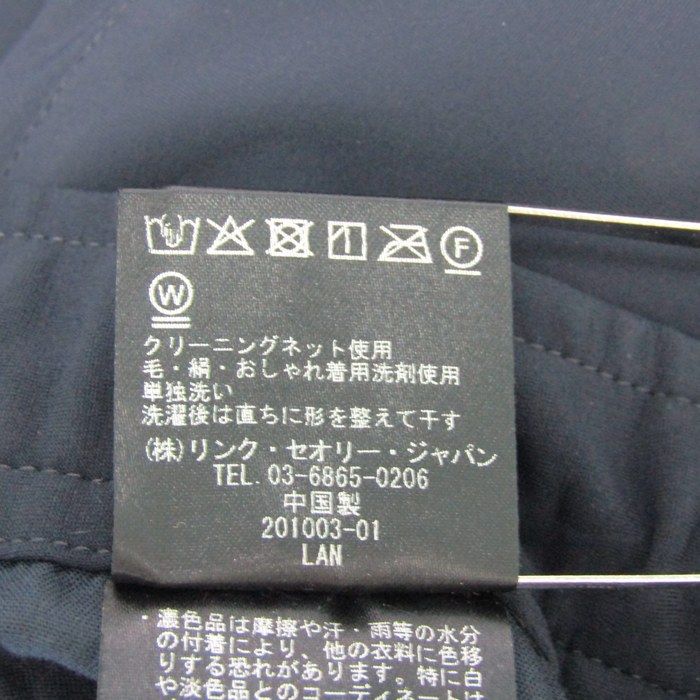 F
W
クリーニングネット使用
毛・絹・おしゃれ着用洗剤使用
単独洗い
洗濯後は直ちに形を整えて干す
(株)リンク・セオリー・ジャパン
TEL. 03-6865-0206
中国製
201003-01
LAN
・濃色品は摩擦や汗・雨等の水分
の付着により、他の衣料に色移
りする恐れがあります。特に白
や淡色品とのコーディネート